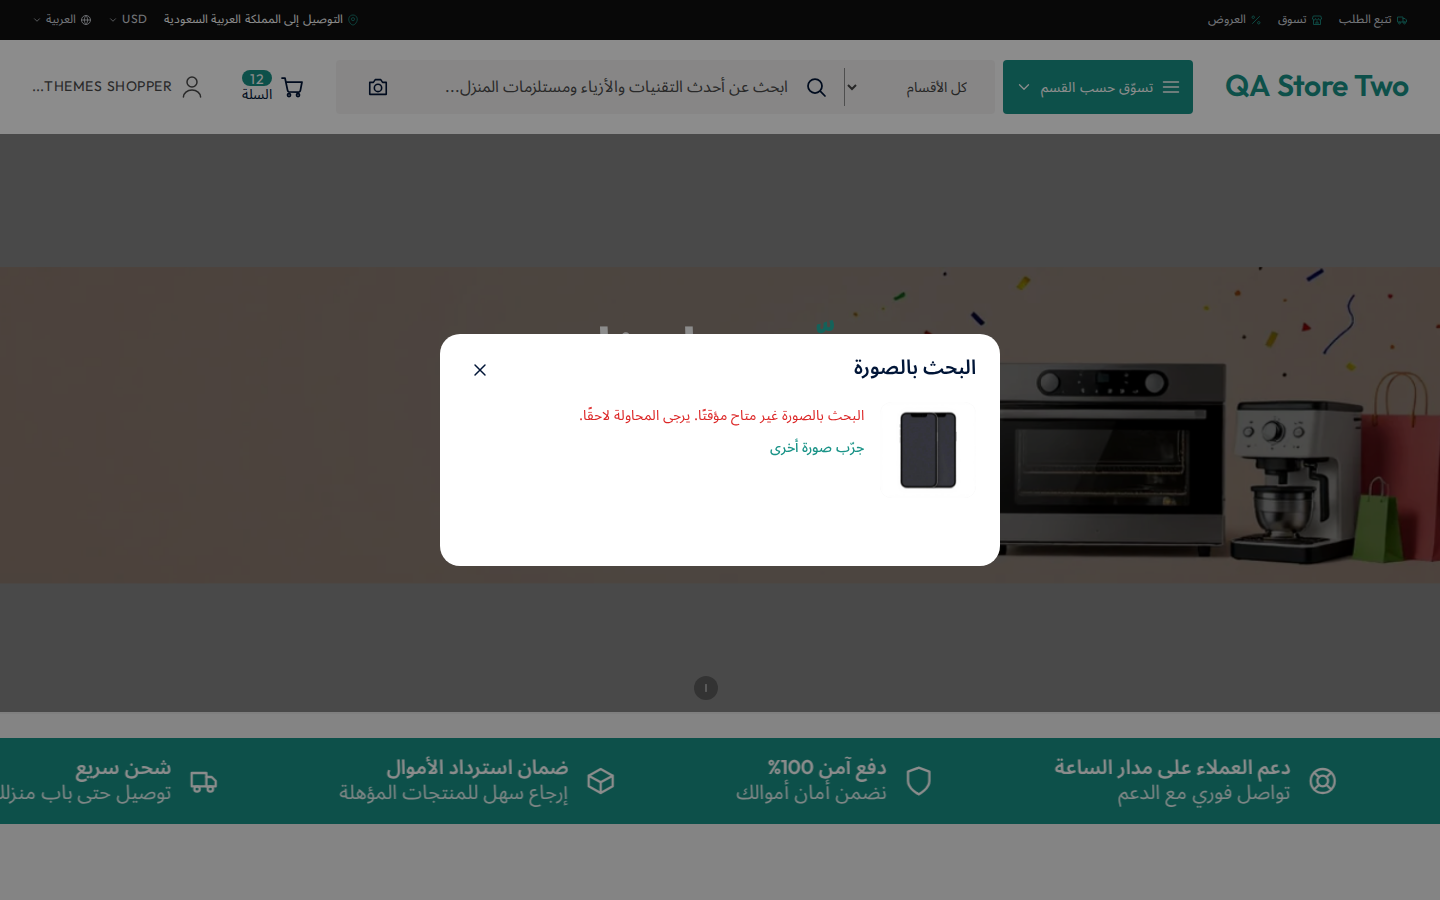 تتبع الطلب
تسوق
العروض
التوصيل إلى المملكة العربية السعودية
USD
العربية
QA Store Two
تسوّق حسب القسم
كل الأقسام
ابحث عن أحدث التقنيات والأزياء ومستلزمات المنزل...
12
السلة
THEMES SHOPPER...
البحث بالصورة
البحث بالصورة غير متاح مؤقتًا. يرجى المحاولة لاحقًا.
جرّب صورة أخرى
دعم العملاء على مدار الساعة
تواصل فوري مع الدعم
دفع آمن 100%
نضمن أمان أموالك
ضمان استرداد الأموال
إرجاع سهل للمنتجات المؤهلة
شحن سريع
توصيل حتى باب